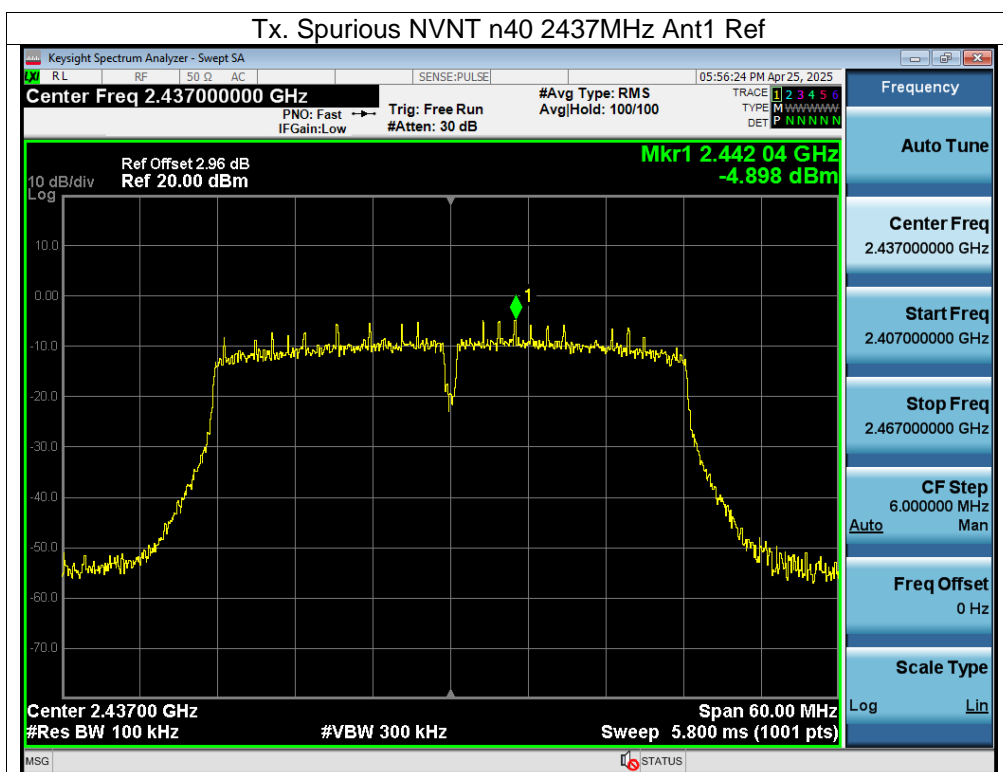 Tx. Spurious NVNT n40 2437MHz Ant1 Ref
Keysight Spectrum Analyzer - Swept SA
LXI RL RF 50 Ω AC SENSE:PULSE 05:56:24 PM Apr 25, 2025
Center Freq 2.437000000 GHz
PNO: Fast
IFGain:Low
Trig: Free Run
#Atten: 30 dB
#Avg Type: RMS
Avg|Hold: 100/100
TRACE 1 2 3 4 5 6
TYPE M W W W W W
DET P N N N N N
Ref Offset 2.96 dB
10 dB/div Ref 20.00 dBm
Log
Mkr1 2.442 04 GHz
-4.898 dBm
10.0
0.00
-10.0
-20.0
-30.0
-40.0
-50.0
-60.0
-70.0
1
Center 2.43700 GHz Span 60.00 MHz
#Res BW 100 kHz #VBW 300 kHz Sweep 5.800 ms (1001 pts)
MSG STATUS
Frequency
Auto Tune
Center Freq
2.437000000 GHz
Start Freq
2.407000000 GHz
Stop Freq
2.467000000 GHz
CF Step
6.000000 MHz
Auto Man
Freq Offset
0 Hz
Scale Type
Log Lin